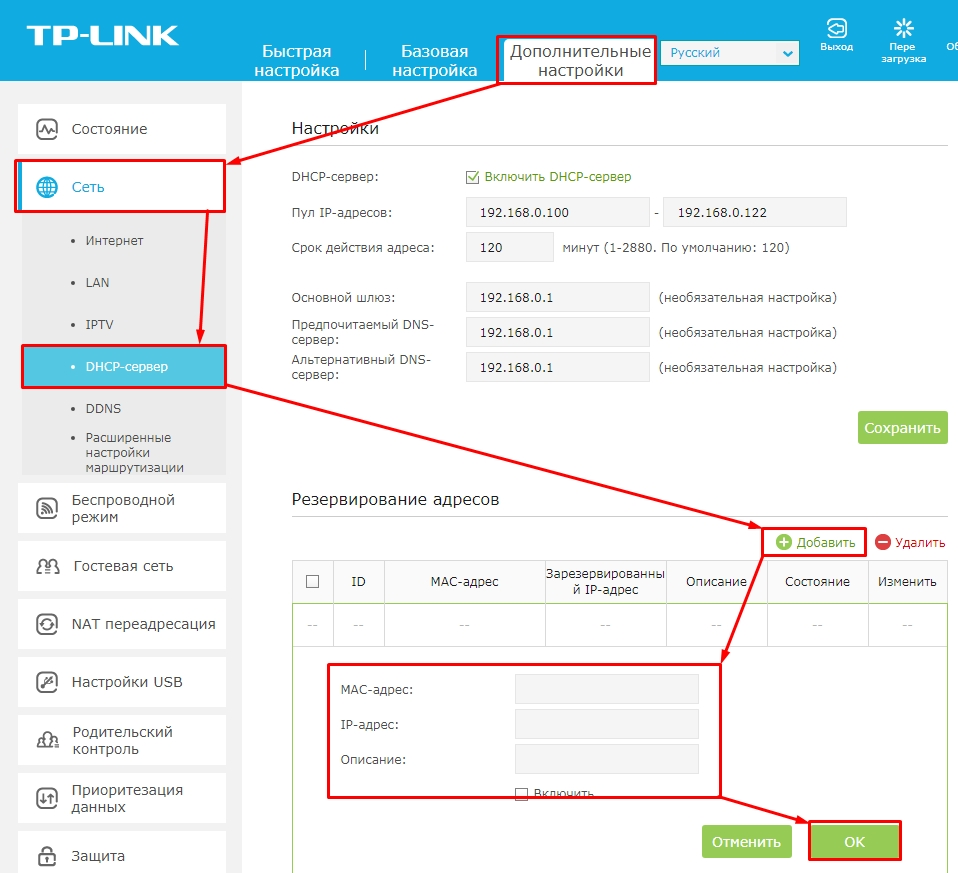 TP-LINK
Быстрая
настройка
Базовая
настройка
Дополнительные
настройки
Русский
Выход
Пере
загрузка
Состояние
Сеть
Интернет
LAN
IPTV
DHCP-сервер
DDNS
Расширенные
настройки
маршрутизации
Беспроводной
режим
Гостевая сеть
NAT переадресация
Настройки USB
Родительский
контроль
Приоритезация
данных
Защита
Настройки
DHCP-сервер:
Включить DHCP-сервер
Пул IP-адресов:
192.168.0.100 - 192.168.0.122
Срок действия адреса:
120 минут (1-2880. По умолчанию: 120)
Основной шлюз:
192.168.0.1 (необязательная настройка)
Предпочитаемый DNS-
сервер:
192.168.0.1 (необязательная настройка)
Альтернативный DNS-
сервер:
192.168.0.1 (необязательная настройка)
Сохранить
Резервирование адресов
Добавить
Удалить
ID
MAC-адрес
Зарезервированны
й IP-адрес
Описание
Состояние
Изменить
-- -- -- -- -- -- --
MAC-адрес:
IP-адрес:
Описание:
Включить
Отменить
OK